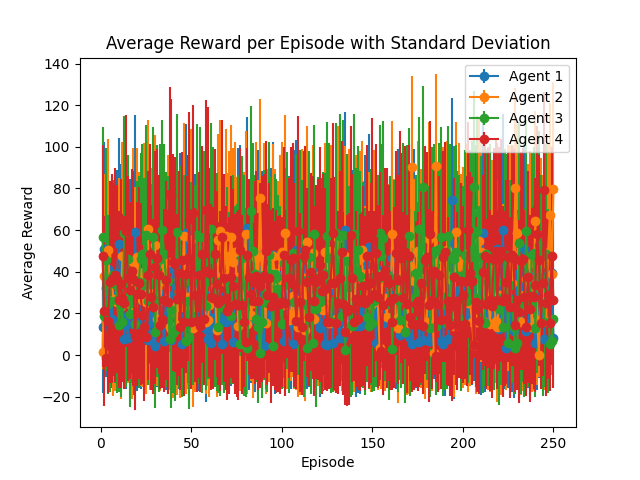 Average Reward per Episode with Standard Deviation
140
120
100
80
60
40
20
0
−20
Average Reward
Agent 1
Agent 2
Agent 3
Agent 4
0
50
100
150
200
250
Episode